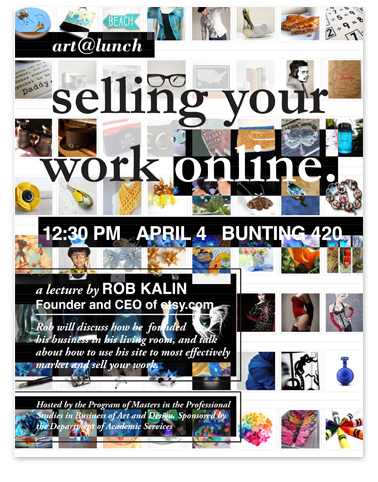 BEACH
art@lunch
Daddy
selling your
work online.
12:30 PM APRIL 4 BUNTING 420
a lecture by ROB KALIN
Founder and CEO of etsy.com
Rob will discuss how he founded
his business in his living room, and talk
about how to use his site to most effectively
market and sell your work.
Hosted by the Program of Masters in the Professional
Studies in Business of Art and Design. Sponsored by
the Department of Academic Services